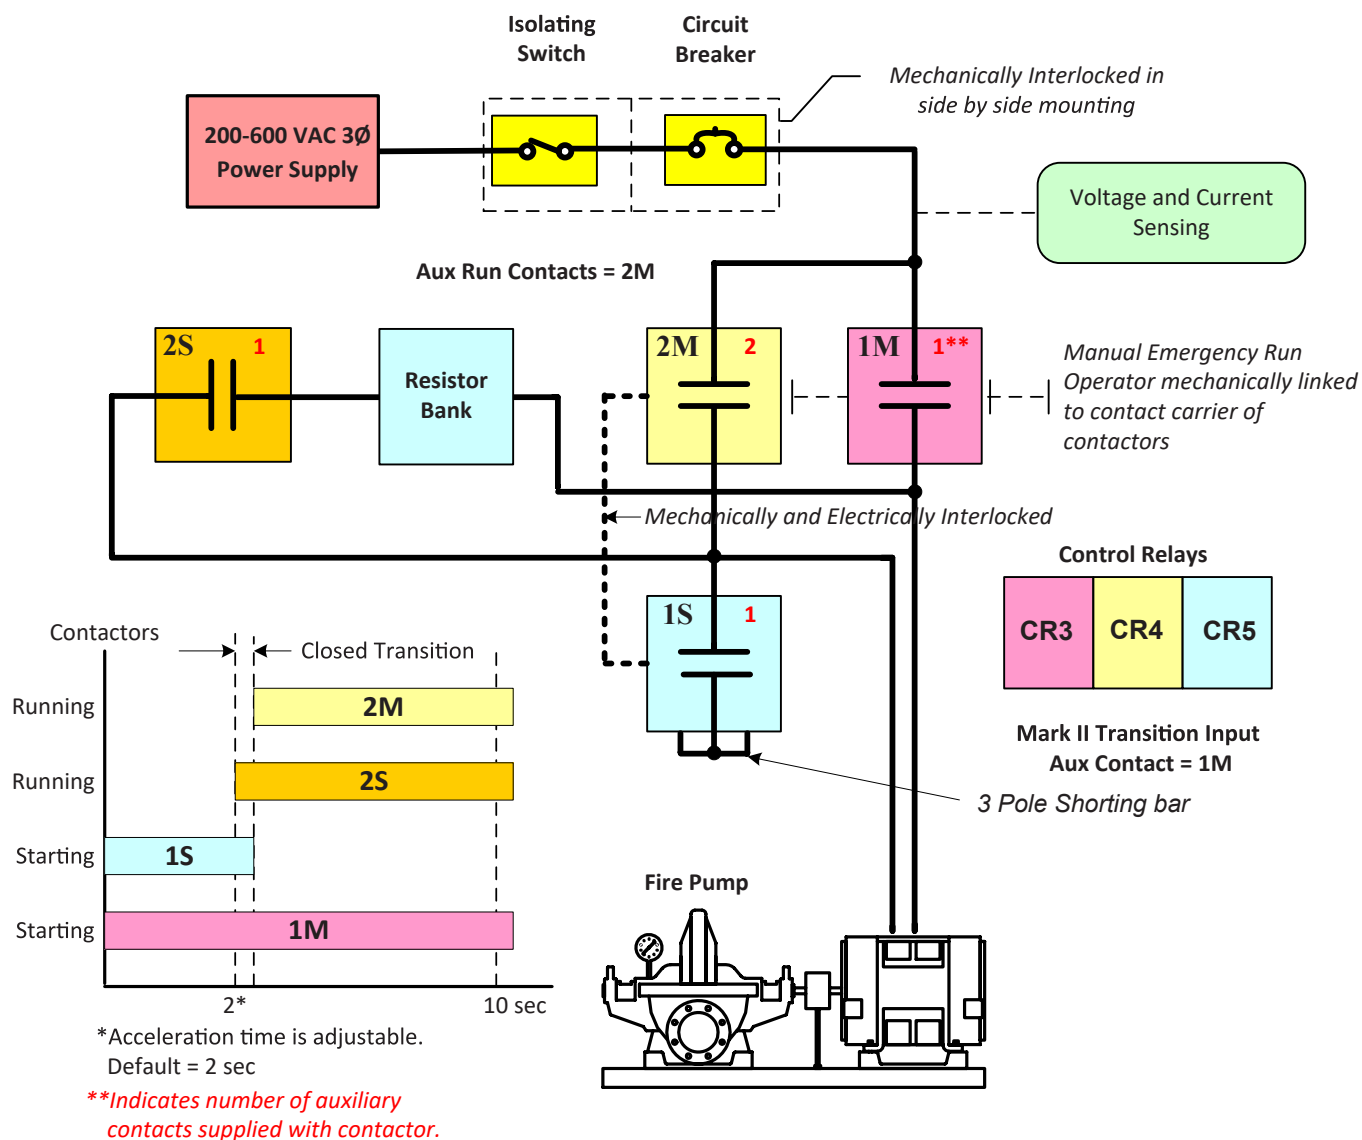 Isolating
Switch
Circuit
Breaker
Mechanically Interlocked in
side by side mounting
200-600 VAC 3Ø
Power Supply
Voltage and Current
Sensing
Aux Run Contacts = 2M
2S 1
Resistor
Bank
2M 2
1M 1**
Manual Emergency Run
Operator mechanically linked
to contact carrier of
contactors
Mechanically and Electrically Interlocked
Control Relays
CR3 CR4 CR5
1S 1
Mark II Transition Input
Aux Contact = 1M
3 Pole Shorting bar
Contactors
Closed Transition
Running 2M
Running 2S
Starting 1S
Starting 1M
2* 10 sec
*Acceleration time is adjustable.
Default = 2 sec
**Indicates number of auxiliary
contacts supplied with contactor.
Fire Pump